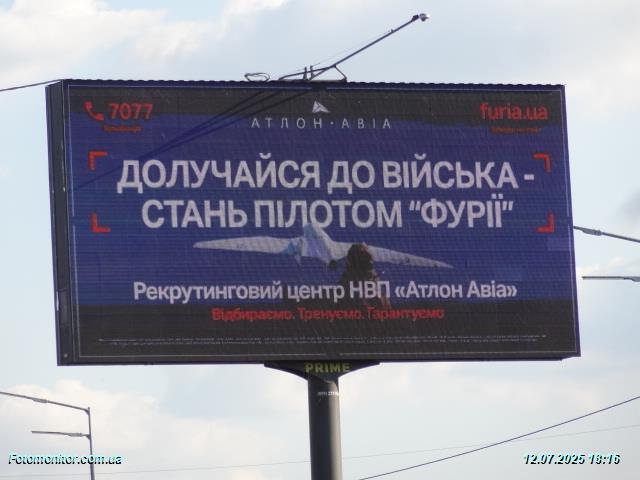 7077
furia.ua
АТЛОН·АВІА
ДОЛУЧАЙСЯ ДО ВІЙСЬКА -
СТАНЬ ПІЛОТОМ “ФУРІЇ”
Рекрутинговий центр НВП «Атлон Авіа»
Відбираємо. Тренуємо. Гарантуємо
PRIME
Fotomonitor.com.ua
12.07.2025 18:16